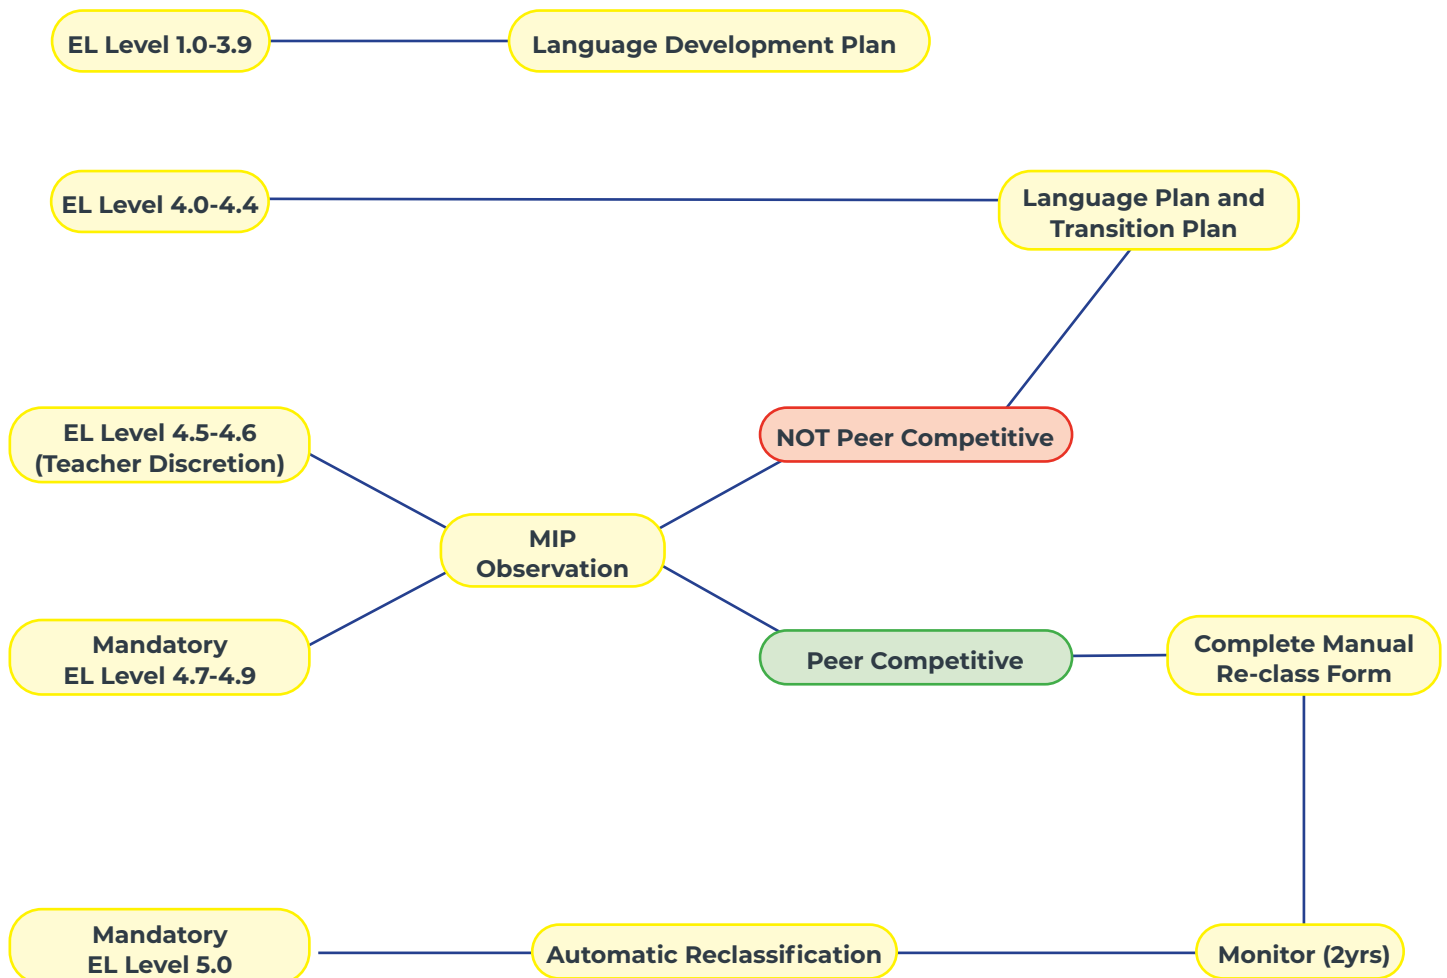 EL Level 1.0-3.9
Language Development Plan
EL Level 4.0-4.4
Language Plan and
Transition Plan
EL Level 4.5-4.6
(Teacher Discretion)
NOT Peer Competitive
MIP
Observation
Mandatory
EL Level 4.7-4.9
Peer Competitive
Complete Manual
Re-class Form
Mandatory
EL Level 5.0
Automatic Reclassification
Monitor (2yrs)